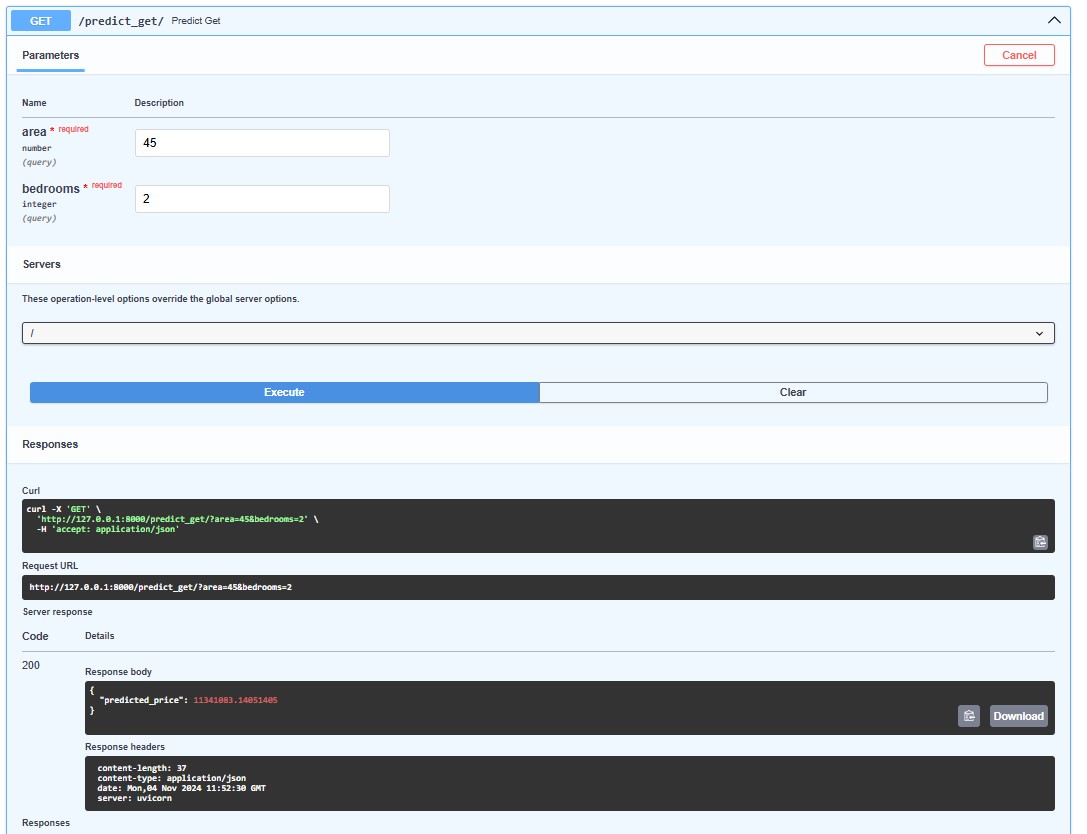 GET /predict_get/ Predict Get
Parameters Cancel
Name Description
area * required 45
number
(query)
bedrooms * required 2
integer
(query)
Servers
These operation-level options override the global server options.
/
Execute Clear
Responses
Curl
curl -X 'GET' \
'http://127.0.0.1:8000/predict_get/?area=45&bedrooms=2' \
-H 'accept: application/json'
Request URL
http://127.0.0.1:8000/predict_get/?area=45&bedrooms=2
Server response
Code Details
200
Response body
{
"predicted_price": 11341083.14051405
}
Download
Response headers
content-length: 37
content-type: application/json
date: Mon,04 Nov 2024 11:52:30 GMT
server: uvicorn
Responses